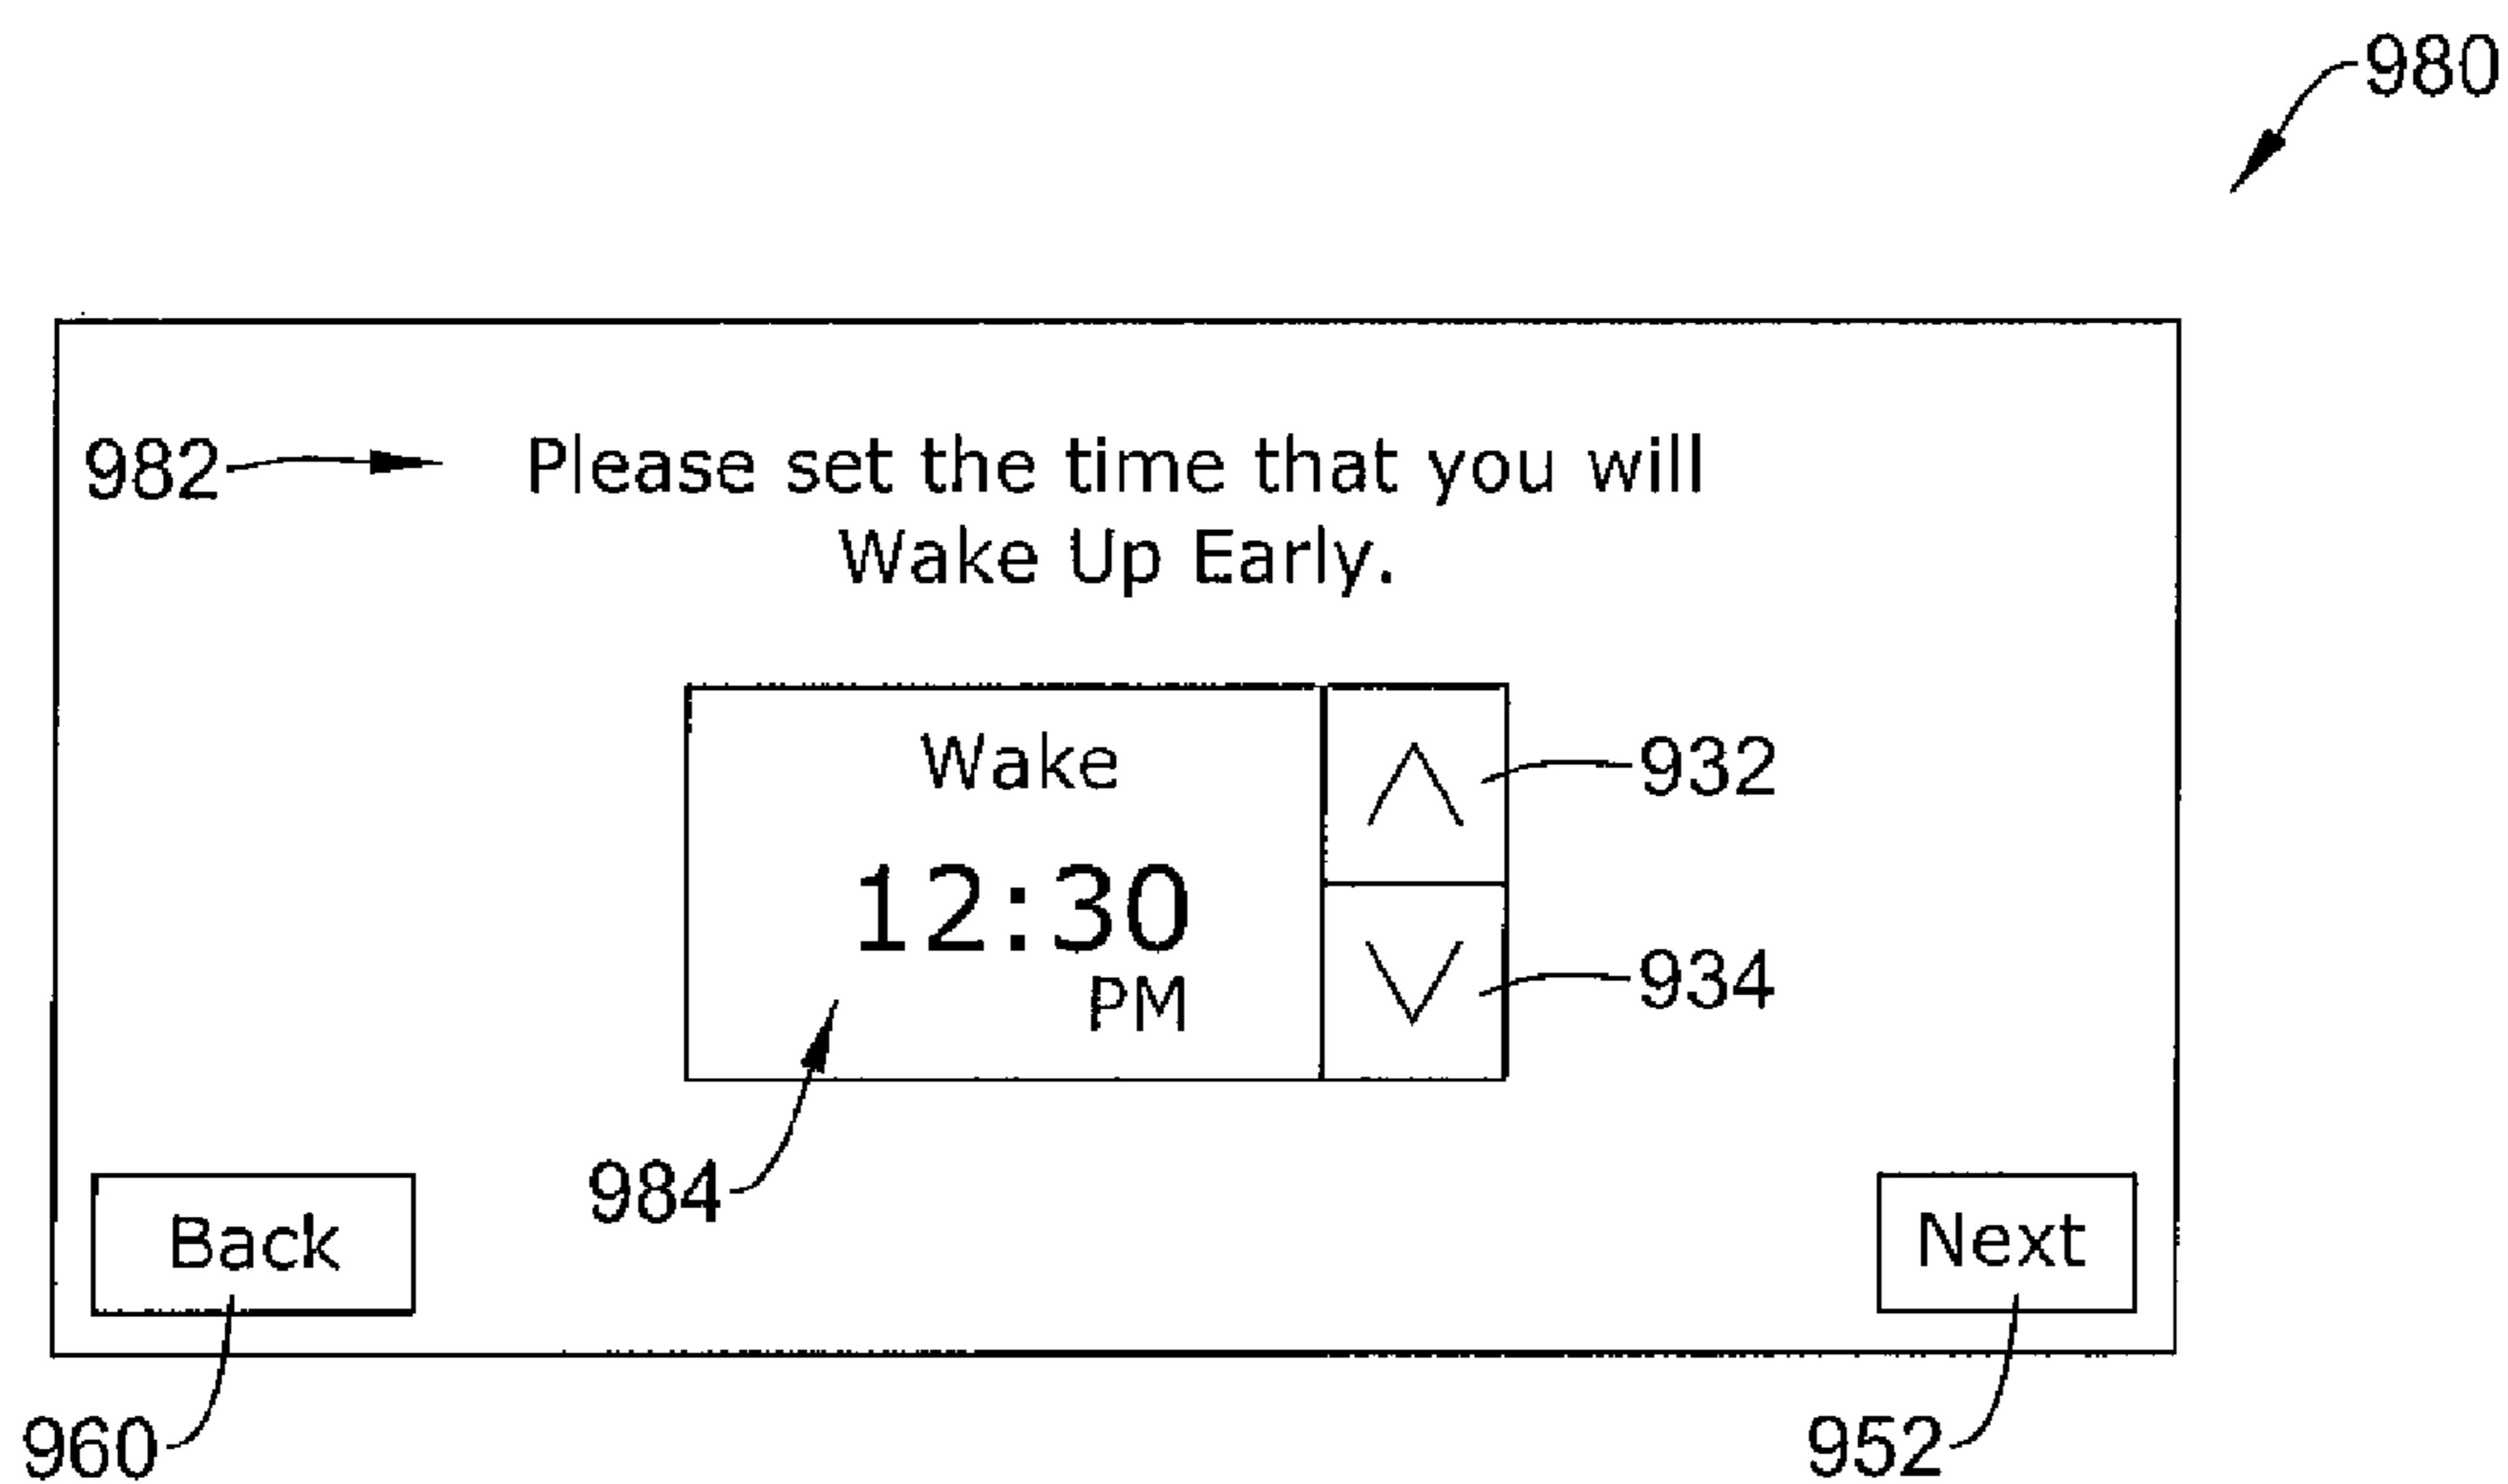 980
982
Please set the time that you will
Wake Up Early.
Wake
932
12:30
PM
934
984
Back
Next
960
952